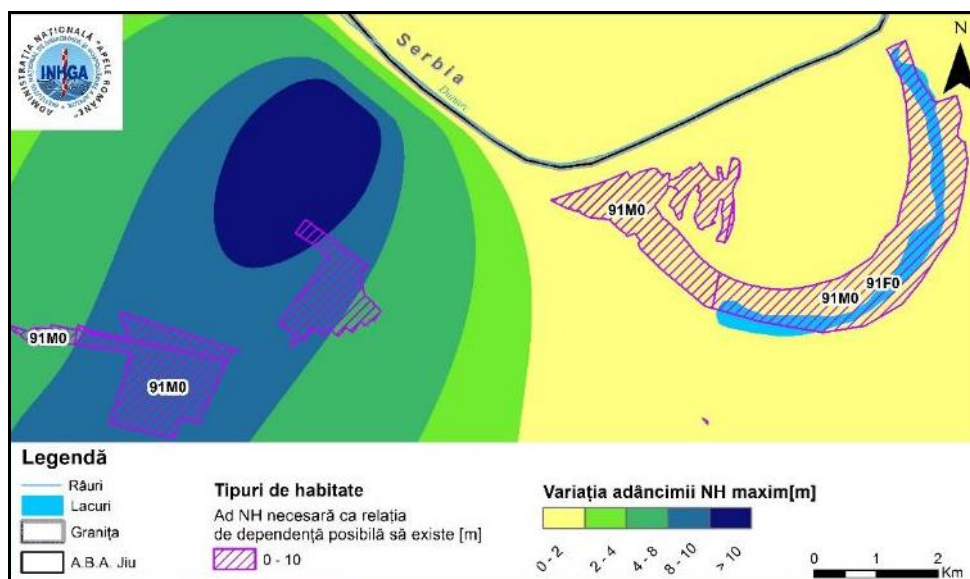 ADMINISTRAȚIA NAȚIONALĂ "APELE ROMÂNE"
INHGA
Serbia
Dunăre
N
91M0
91M0
91F0
91M0
91M0
Legendă
Râuri
Lacuri
Granița
A.B.A. Jiu
Tipuri de habitate
Ad NH necesară ca relația
de dependență posibilă să existe [m]
0 - 10
Variația adâncimii NH maxim[m]
0 - 2
2 - 4
4 - 8
8 - 10
> 10
0 1 2
Km